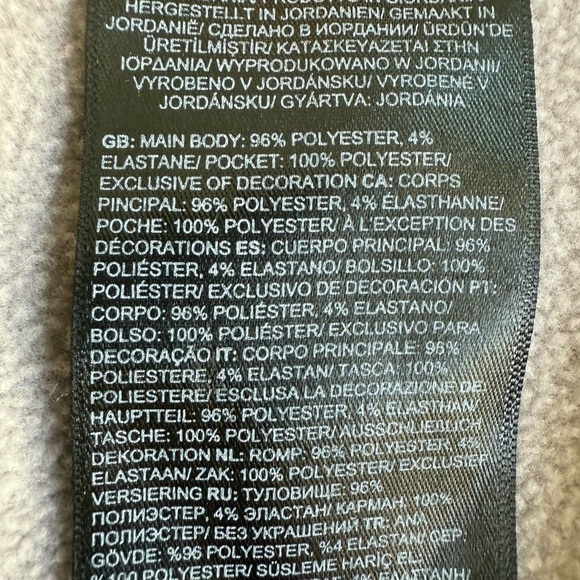 HERGESTELLT IN JORDANIEN/ GEMAAKT IN
JORDANIË/ СДЕЛАНО В ИОРДАНИИ/ ÜRDÜN'DE
ÜRETİLMİŞTİR/ ΚΑΤΑΣΚΕΥΑΖΕΤΑΙ ΣΤΗΝ
ΙΟΡΔΑΝΙΑ/ WYPRODUKOWANO W JORDANII/
VYROBENO V JORDÁNSKU/ VYROBENÉ V
JORDÁNSKU/ GYÁRTVA: JORDÁNIA
GB: MAIN BODY: 96% POLYESTER, 4%
ELASTANE/ POCKET: 100% POLYESTER/
EXCLUSIVE OF DECORATION CA: CORPS
PINCIPAL: 96% POLYESTER, 4% ÉLASTHANNE/
POCHE: 100% POLYESTER/ À L'EXCEPTION DES
DÉCORATIONS ES: CUERPO PRINCIPAL: 96%
POLIÉSTER, 4% ELASTANO/ BOLSILLO: 100%
POLIÉSTER/ EXCLUSIVO DE DECORACIÓN PT:
CORPO: 96% POLIÉSTER, 4% ELASTANO/
BOLSO: 100% POLIÉSTER/ EXCLUSIVO PARA
DECORAÇÃO IT: CORPO PRINCIPALE: 96%
POLIESTERE, 4% ELASTAN/ TASCA: 100%
POLIESTERE/ ESCLUSA LA DECORAZIONE DE:
HAUPTTEIL: 96% POLYESTER, 4% ELASTHAN/
TASCHE: 100% POLYESTER/ AUSSCHLIEßLICH
DEKORATION NL: ROMP: 96% POLYESTER, 4%
ELASTAAN/ ZAK: 100% POLYESTER/ EXCLUSIEF
VERSIERING RU: ТУЛОВИЩЕ: 96%
ПОЛИЭСТЕР, 4% ЭЛАСТАН/ КАРМАН: 100%
ПОЛИЭСТЕР/ БЕЗ УКРАШЕНИЙ TR: ANA
GÖVDE: %96 POLYESTER, %4 ELASTAN/ CEP:
%100 POLYESTER/ SÜSLEME HARİÇ EL: